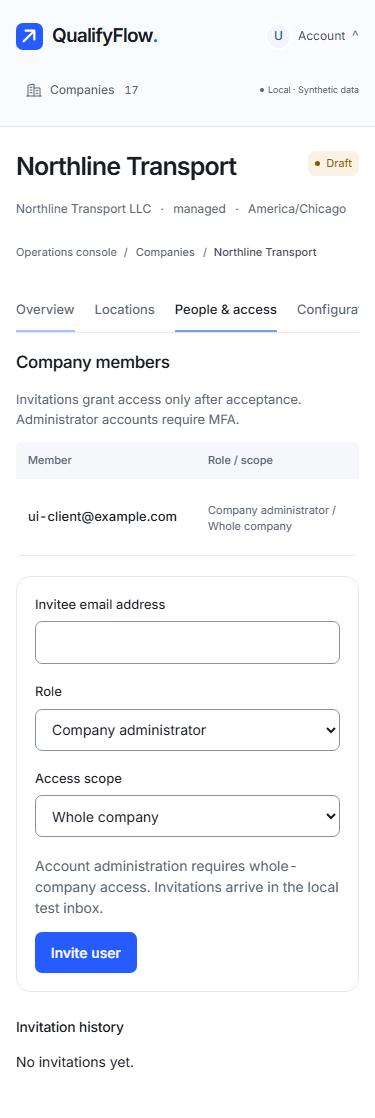 QualifyFlow.
U Account ^
Companies 17
Local · Synthetic data
Northline Transport
Draft
Northline Transport LLC · managed · America/Chicago
Operations console / Companies / Northline Transport
Overview Locations People & access Configurat
Company members
Invitations grant access only after acceptance.
Administrator accounts require MFA.
Member Role / scope
ui-client@example.com
Company administrator /
Whole company
Invitee email address
Role
Company administrator
Access scope
Whole company
Account administration requires whole-
company access. Invitations arrive in the local
test inbox.
Invite user
Invitation history
No invitations yet.